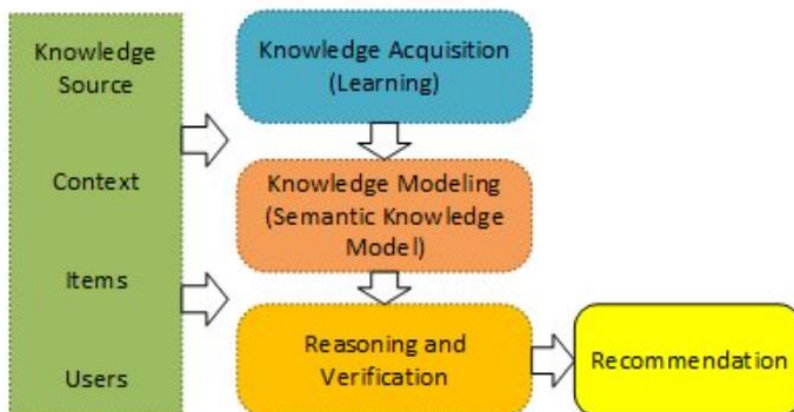 Knowledge
Source
Context
Items
Users
Knowledge Acquisition
(Learning)
Knowledge Modeling
(Semantic Knowledge
Model)
Reasoning and
Verification
Recommendation